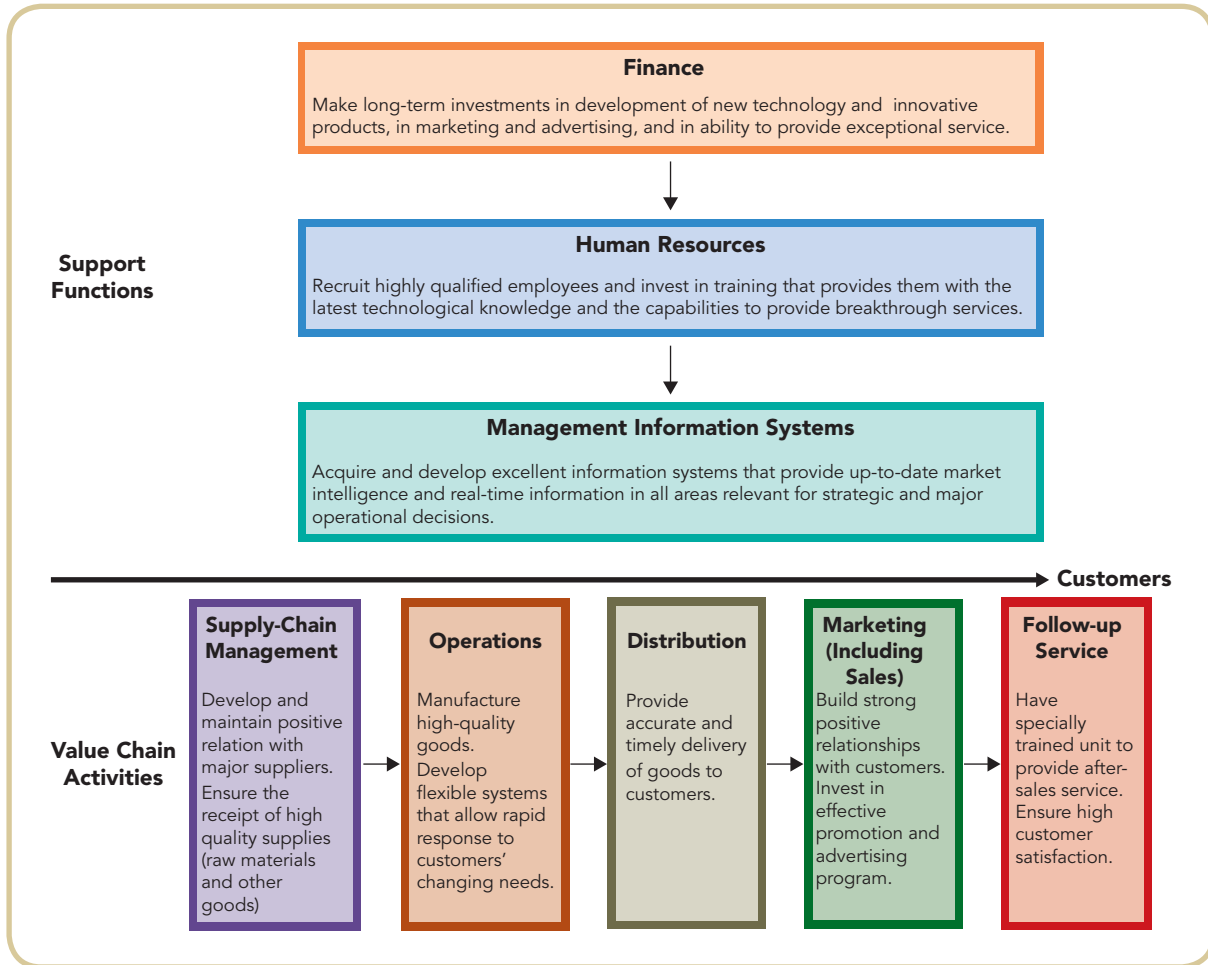 Finance
Make long-term investments in development of new technology and innovative
products, in marketing and advertising, and in ability to provide exceptional service.
Support
Functions
Human Resources
Recruit highly qualified employees and invest in training that provides them with the
latest technological knowledge and the capabilities to provide breakthrough services.
Management Information Systems
Acquire and develop excellent information systems that provide up-to-date market
intelligence and real-time information in all areas relevant for strategic and major
operational decisions.
Customers
Value Chain
Activities
Supply-Chain
Management
Develop and
maintain positive
relation with
major suppliers.
Ensure the
receipt of high
quality supplies
(raw materials
and other
goods)
Operations
Manufacture
high-quality
goods.
Develop
flexible systems
that allow rapid
response to
customers’
changing needs.
Distribution
Provide
accurate and
timely delivery
of goods to
customers.
Marketing
(Including
Sales)
Build strong
positive
relationships
with customers.
Invest in
effective
promotion and
advertising
program.
Follow-up
Service
Have
specially
trained unit to
provide after-
sales service.
Ensure high
customer
satisfaction.